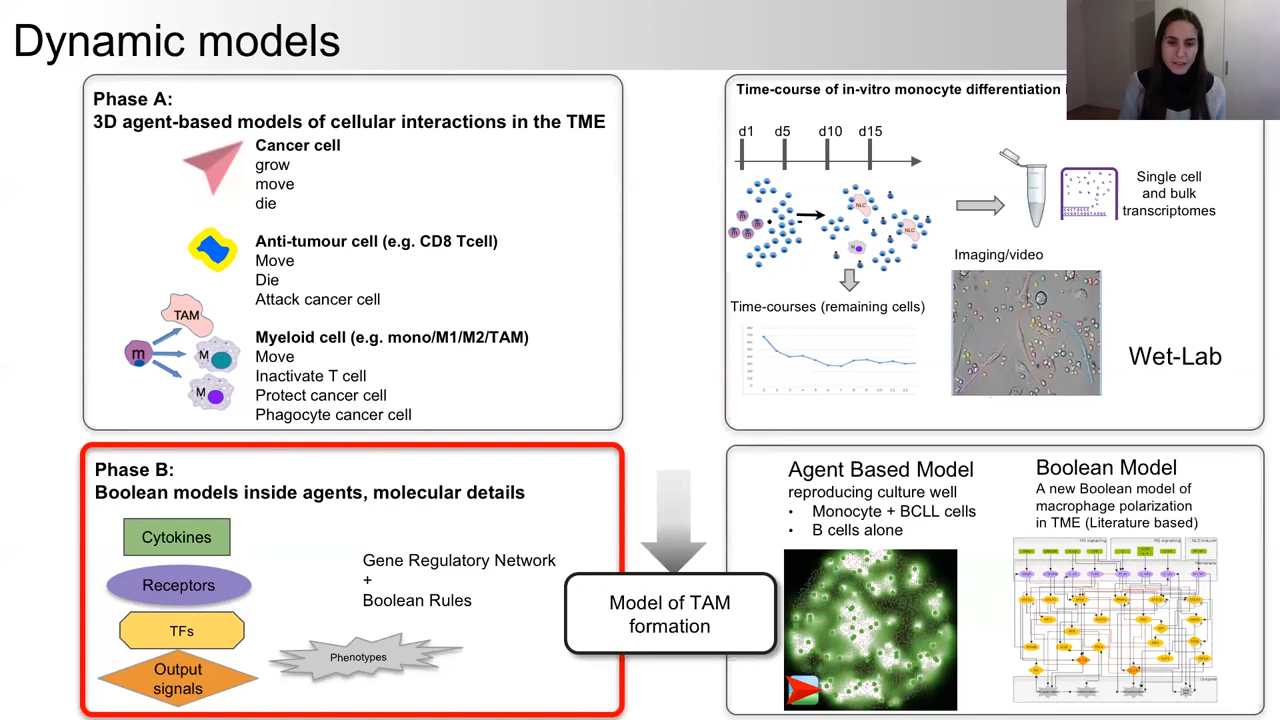 Dynamic models
Phase A:
3D agent-based models of cellular interactions in the TME
Cancer cell
grow
move
die
Anti-tumour cell (e.g. CD8 Tcell)
Move
Die
Attack cancer cell
TAM
m
M
M
Myeloid cell (e.g. mono/M1/M2/TAM)
Move
Inactivate T cell
Protect cancer cell
Phagocyte cancer cell
Time-course of in-vitro monocyte differentiation
d1 d5 d10 d15
NLC
NLC
M
Single cell
and bulk
transcriptomes
Time-courses (remaining cells)
Imaging/video
Wet-Lab
Phase B:
Boolean models inside agents, molecular details
Cytokines
Receptors
TFs
Output
signals
Phenotypes
Gene Regulatory Network
+
Boolean Rules
Model of TAM
formation
Agent Based Model
reproducing culture well
• Monocyte + BCLL cells
• B cells alone
Boolean Model
A new Boolean model of
macrophage polarization
in TME (Literature based)